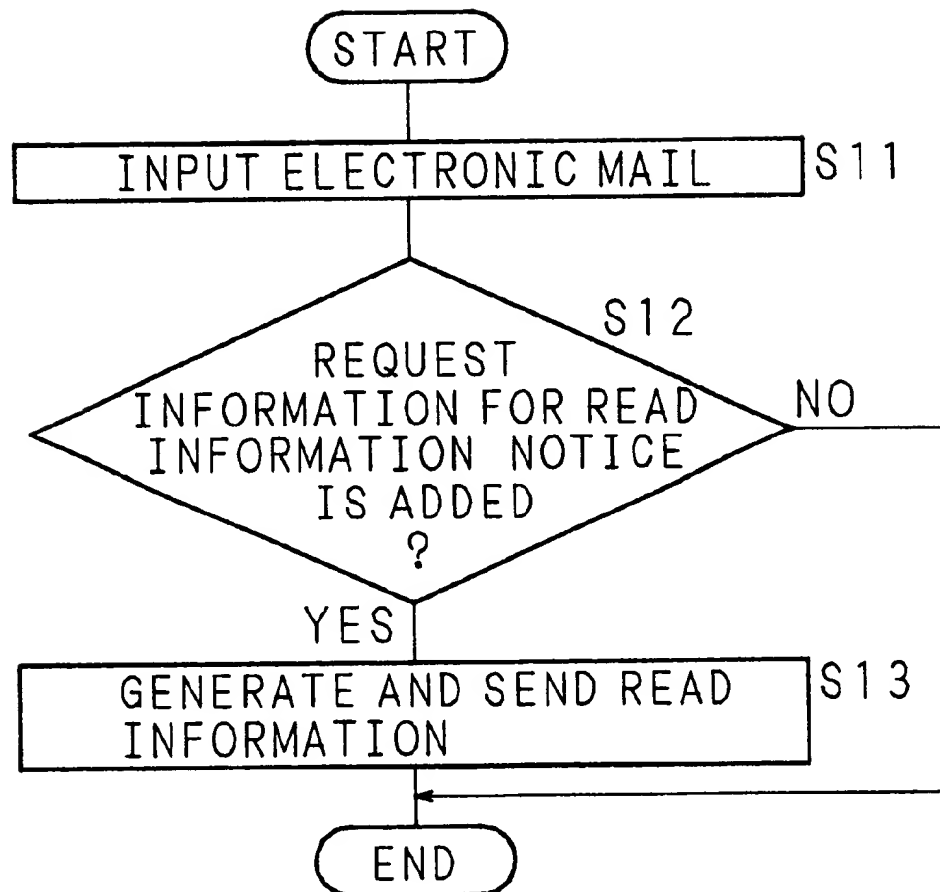 START
INPUT ELECTRONIC MAIL
S11
S12
REQUEST
INFORMATION FOR READ
INFORMATION NOTICE
IS ADDED
?
NO
YES
GENERATE AND SEND READ
INFORMATION
S13
END